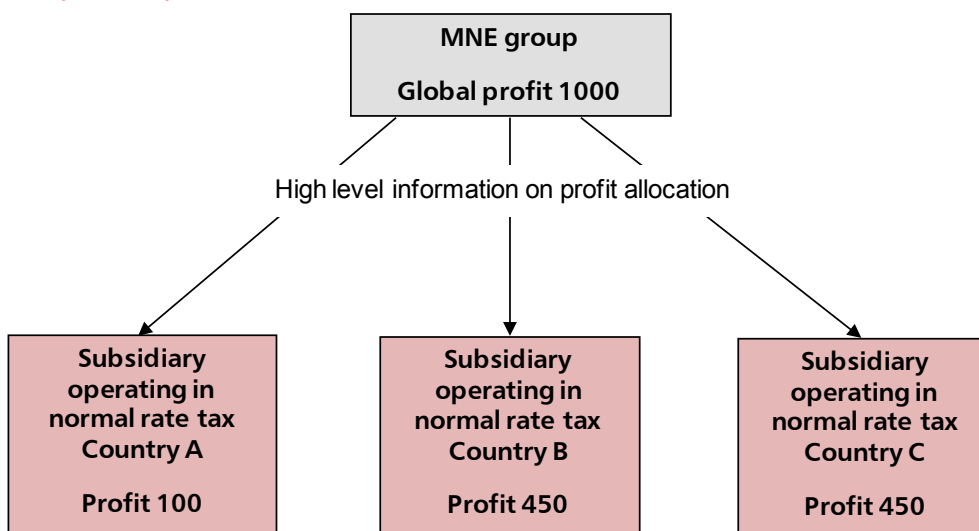 MNE group
Global profit 1000
High level information on profit allocation
Subsidiary
operating in
normal rate tax
Country A
Profit 100
Subsidiary
operating in
normal rate tax
Country B
Profit 450
Subsidiary
operating in
normal rate tax
Country C
Profit 450